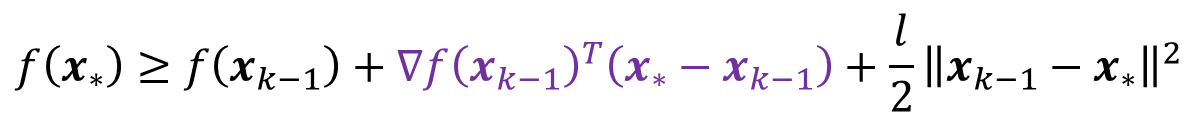 f(x∗) ≥ f(xₖ₋₁) + ∇f(xₖ₋₁)ᵀ(x∗ − xₖ₋₁) + l/2 ‖xₖ₋₁ − x∗‖²